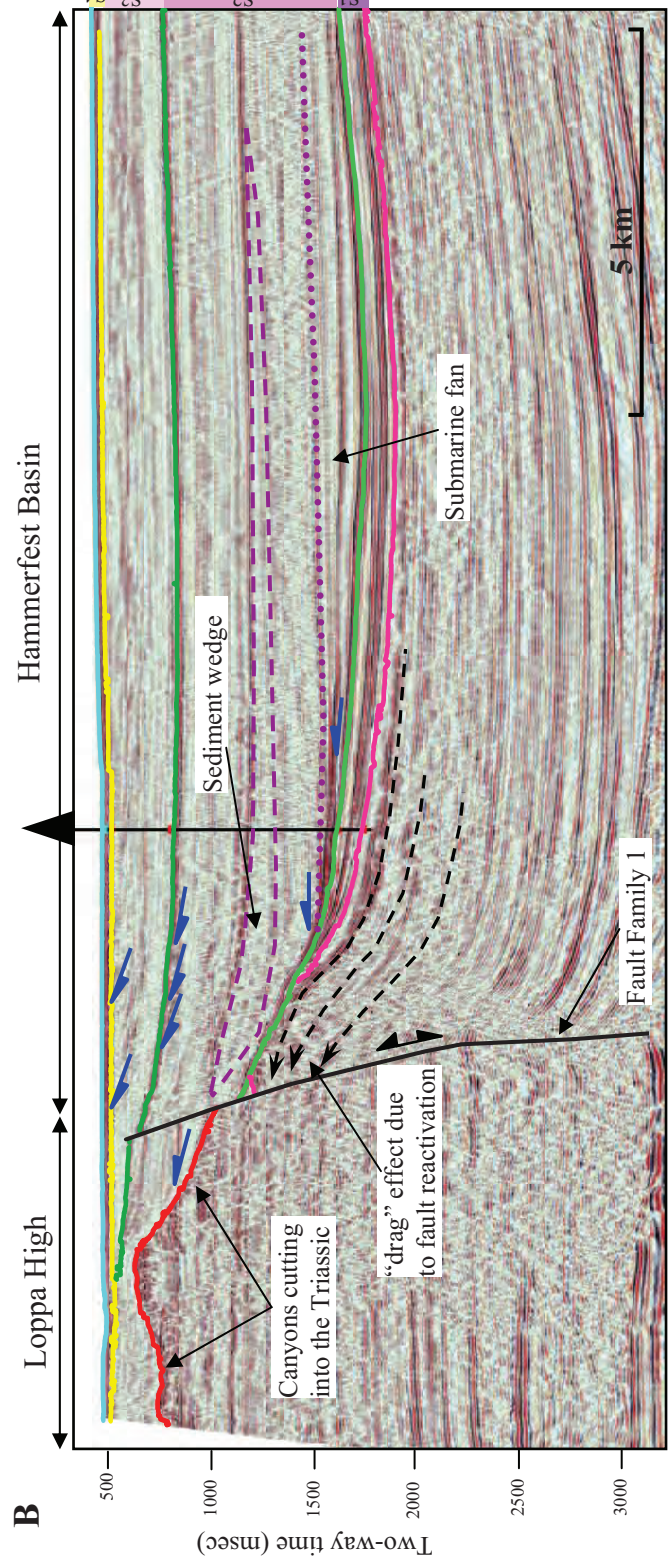 B
Loppa High
Hammerfest Basin
Two-way time (msec)
500
1000
1500
2000
2500
3000
Sediment wedge
Submarine fan
Canyons cutting
into the Triassic
“drag” effect due
to fault reactivation
Fault Family 1
5 km